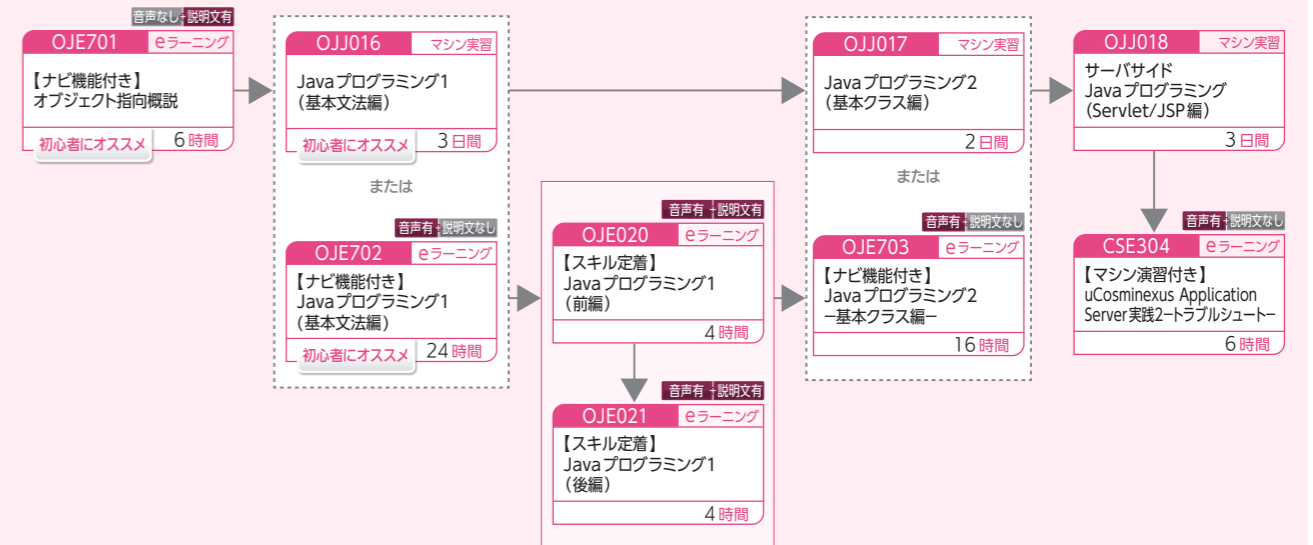 音声なし+説明文有
OJE701 eラーニング
【ナビ機能付き】
オブジェクト指向概説
初心者にオススメ 6時間
OJJ016 マシン実習
Javaプログラミング1
（基本文法編）
初心者にオススメ 3日間
または
音声有+説明文なし
OJE702 eラーニング
【ナビ機能付き】
Javaプログラミング1
（基本文法編）
初心者にオススメ 24時間
音声有+説明文有
OJE020 eラーニング
【スキル定着】
Javaプログラミング1
（前編）
4時間
音声有+説明文有
OJE021 eラーニング
【スキル定着】
Javaプログラミング1
（後編）
4時間
OJJ017 マシン実習
Javaプログラミング2
（基本クラス編）
2日間
または
音声有+説明文なし
OJE703 eラーニング
【ナビ機能付き】
Javaプログラミング2
－基本クラス編－
16時間
OJJ018 マシン実習
サーバサイド
Javaプログラミング
（Servlet/JSP編）
3日間
音声有+説明文なし
CSE304 eラーニング
【マシン演習付き】
uCosminexus Application
Server実践2－トラブルシュート－
6時間